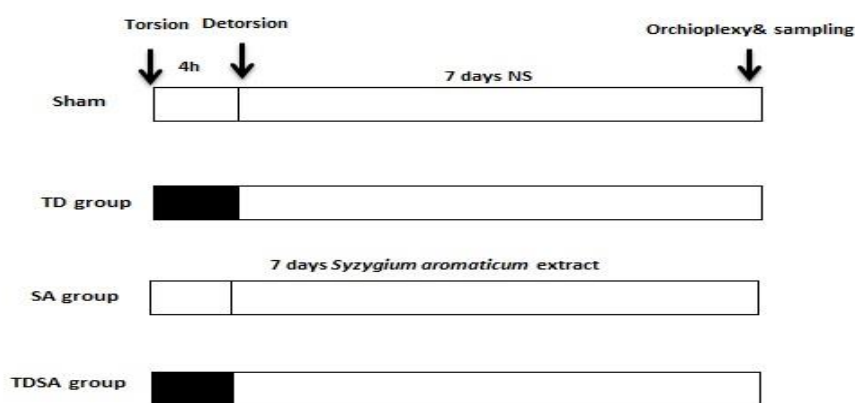 Torsion Detorsion
Orchioplexy& sampling
4h
7 days NS
Sham
TD group
7 days Syzygium aromaticum extract
SA group
TDSA group